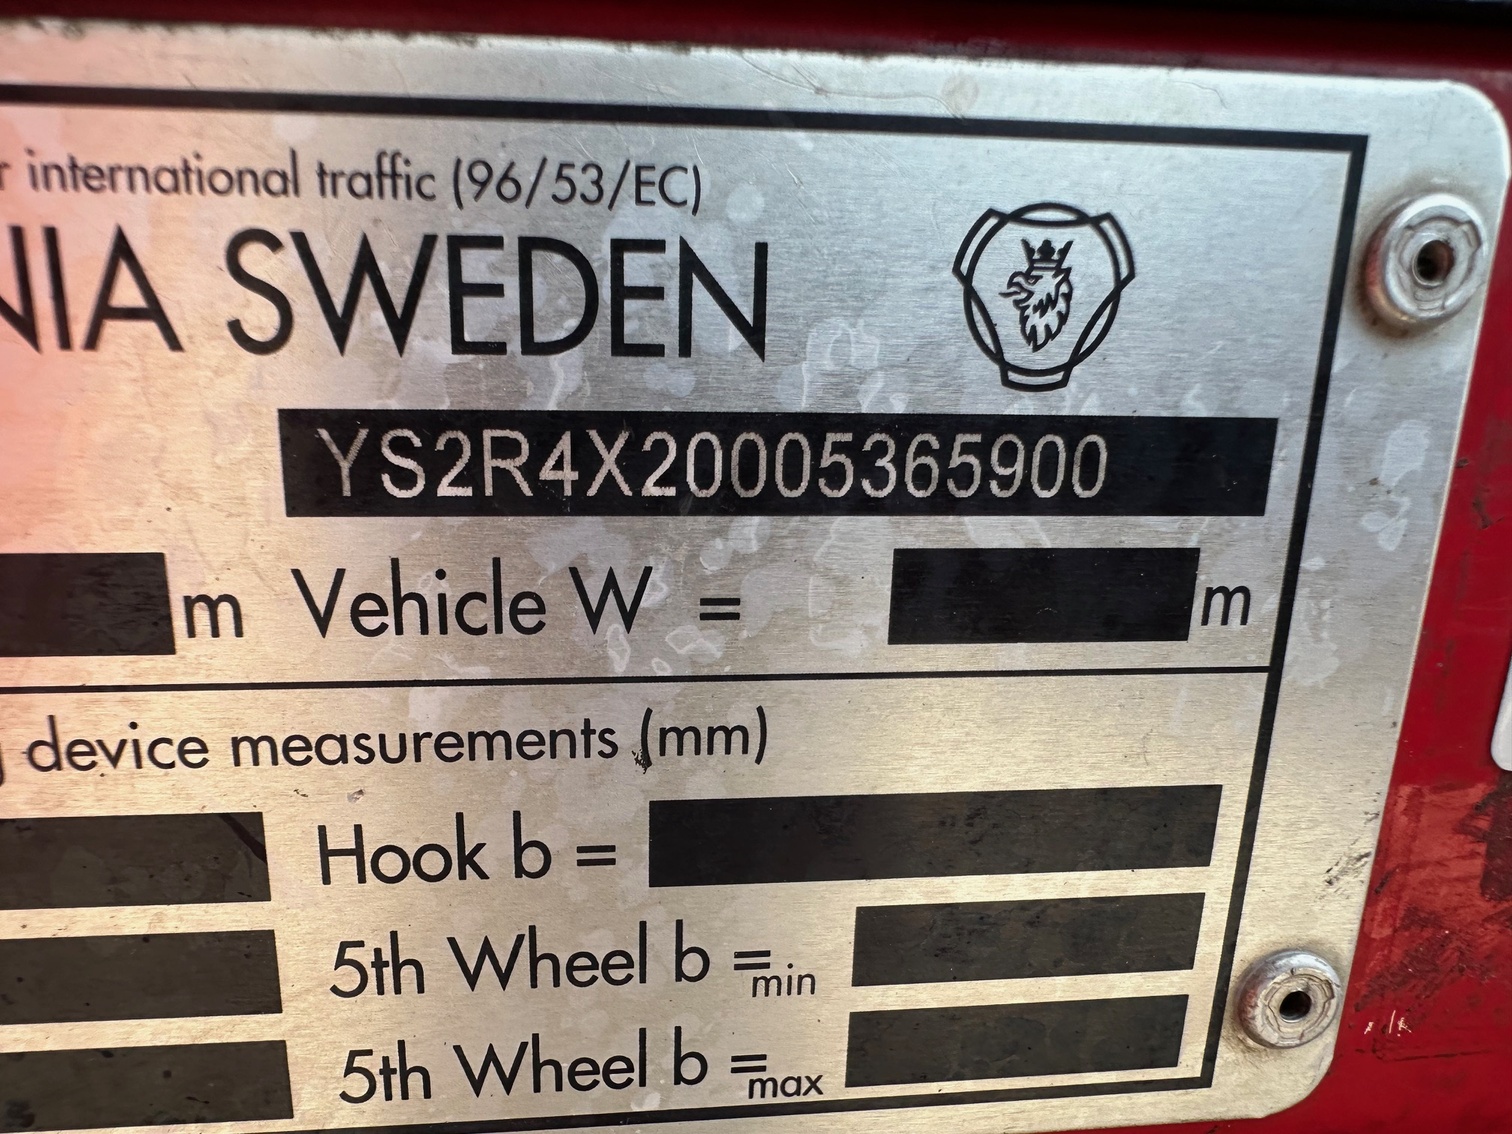 r international traffic (96/53/EC)
NIA SWEDEN
YS2R4X20005365900
m Vehicle W = m
device measurements (mm)
Hook b =
5th Wheel b =min
5th Wheel b =max